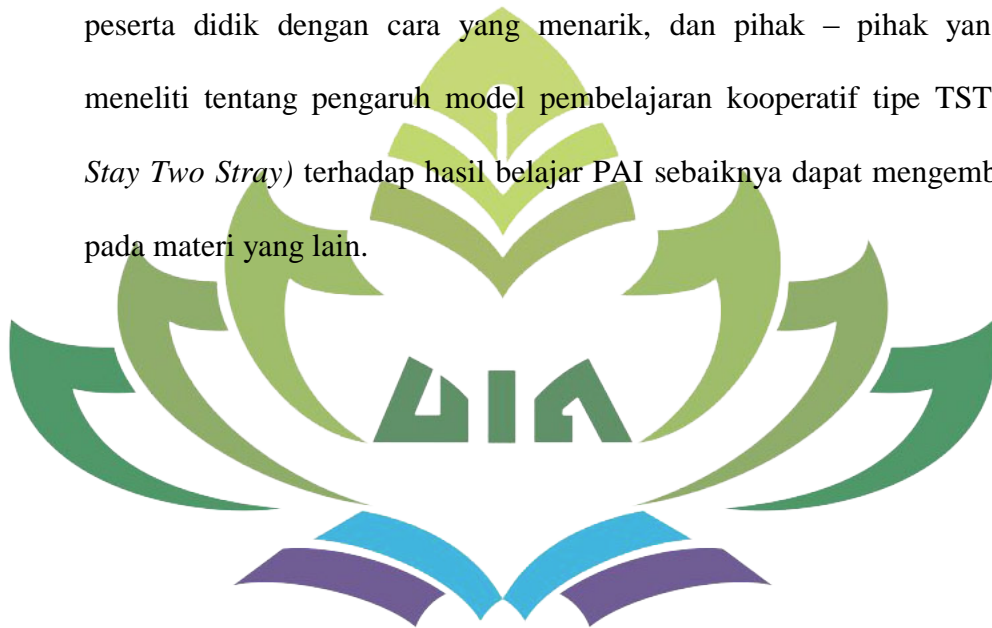 peserta didik dengan cara yang menarik, dan pihak – pihak yan
meneliti tentang pengaruh model pembelajaran kooperatif tipe TST
Stay Two Stray) terhadap hasil belajar PAI sebaiknya dapat mengemb
pada materi yang lain.
UIN